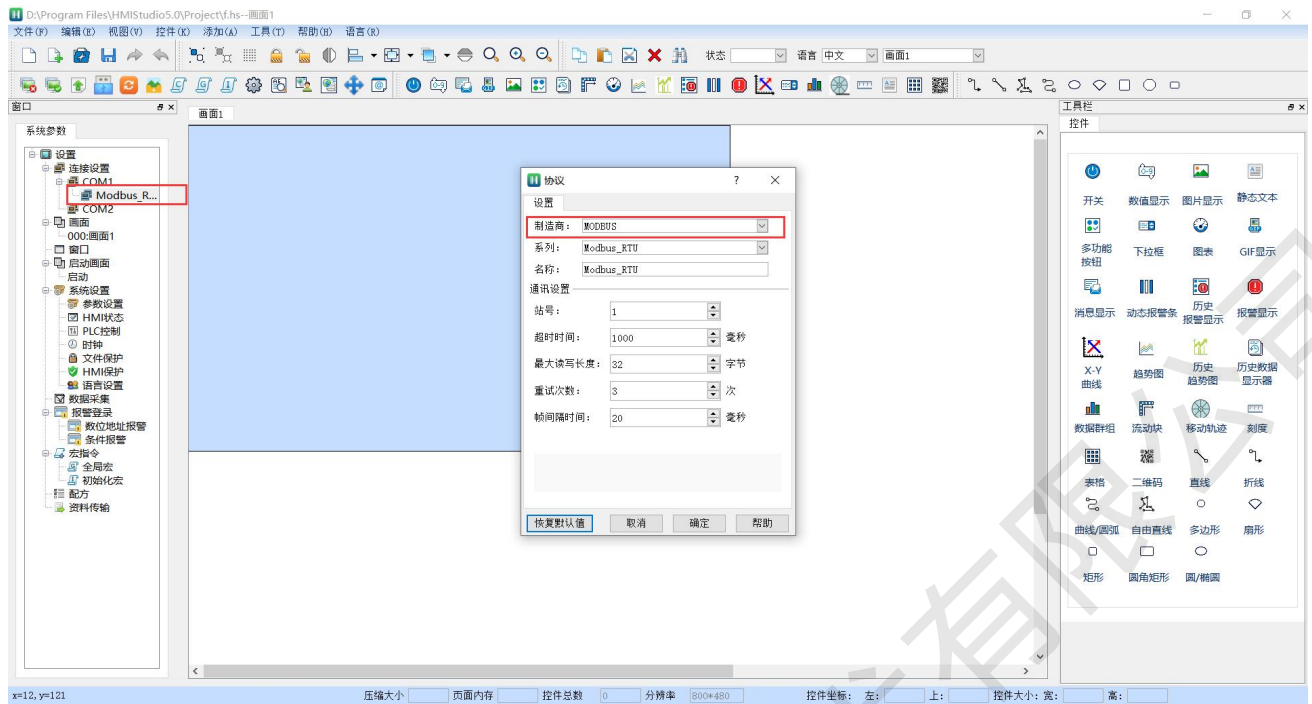 D:\Program Files\HMIStudio5.0\Project\f.hs--画面1
文件(F) 编辑(E) 视图(V) 控件(K) 添加(A) 工具(T) 帮助(H) 语言(R)
状态 语言 中文 画面1
窗口
系统参数
设置
连接设置
COM1
Modbus_R...
COM2
画面
000:画面1
窗口
启动画面
启动
系统设置
参数设置
HMI状态
PLC控制
时钟
文件保护
HMI保护
语言设置
数据采集
报警登录
数位地址报警
条件报警
宏指令
全局宏
初始化宏
配方
资料传输
画面1
协议
?
设置
制造商: MODBUS
系列: Modbus_RTU
名称: Modbus_RTU
通讯设置
站号: 1
超时时间: 1000 毫秒
最大读写长度: 32 字节
重试次数: 3 次
帧间隔时间: 20 毫秒
恢复默认值 取消 确定 帮助
工具栏
控件
开关 数值显示 图片显示 静态文本
多功能按钮 下拉框 图表 GIF显示
消息显示 动态报警条 历史报警显示 报警显示
X-Y曲线 趋势图 历史趋势图 历史数据显示器
数据群组 流动块 移动轨迹 刻度
表格 二维码 直线 折线
曲线/圆弧 自由直线 多边形 扇形
矩形 圆角矩形 圆/椭圆
x=12, y=121 压缩大小 页面内存 控件总数 0 分辨率 800*480 控件坐标: 左: 上: 控件大小: 宽: 高:
有限公司